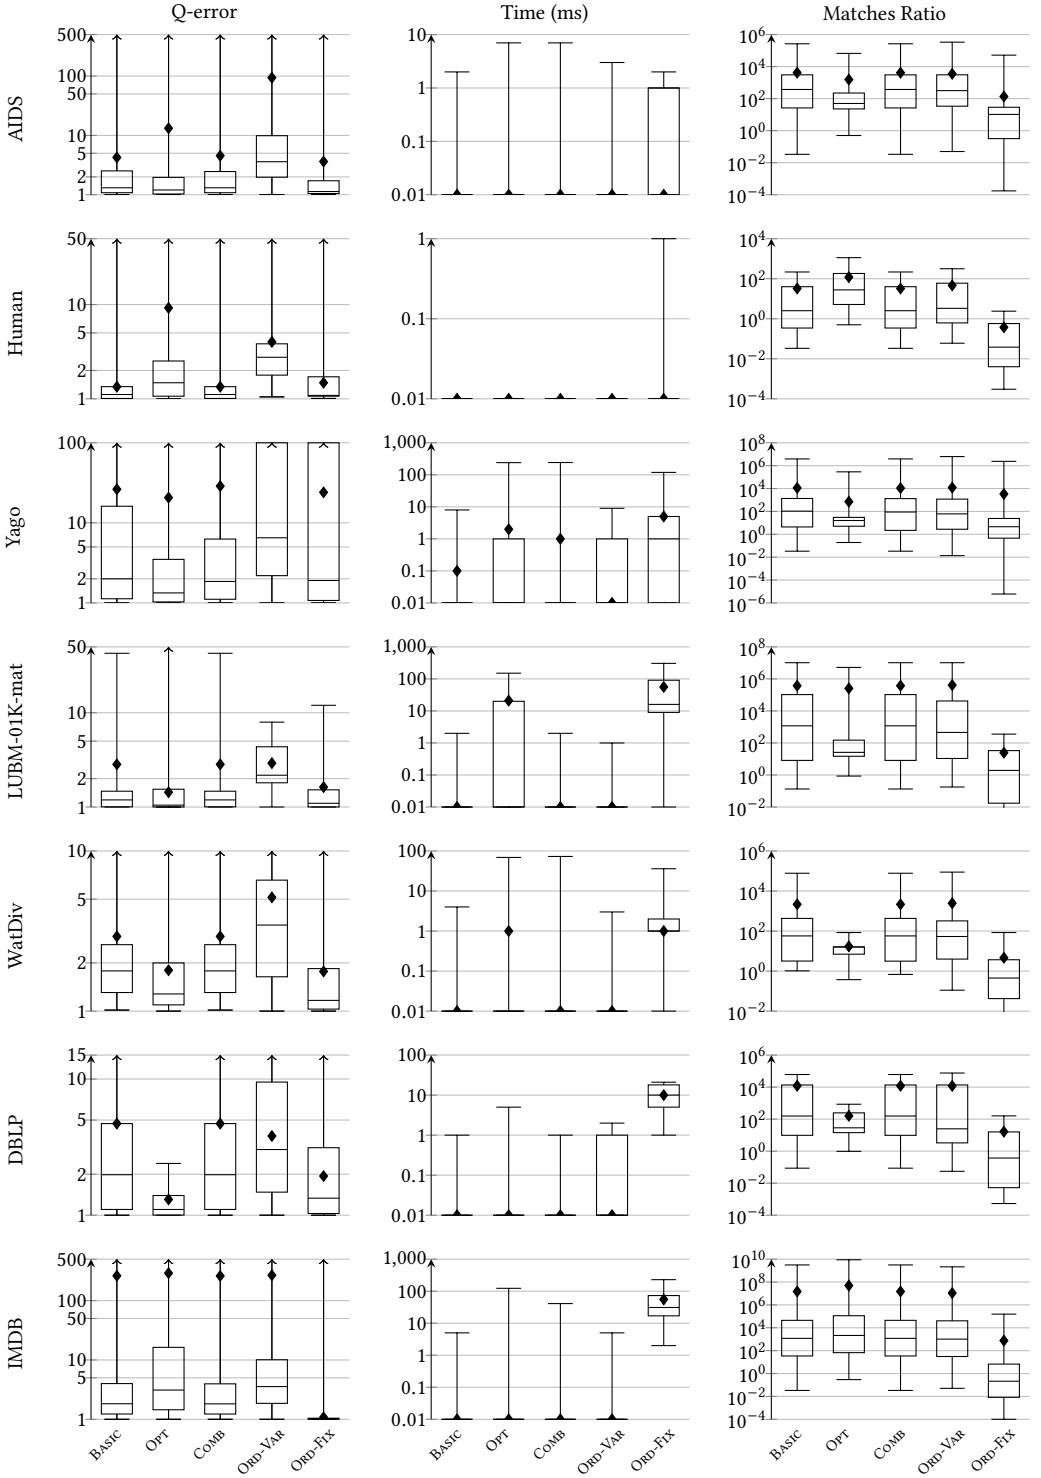 Q-error Time (ms) Matches Ratio
AIDS
500 100 50 10 5 2 1
10 1 0.1 0.01
10^6 10^4 10^2 10^0 10^−2 10^−4
Human
50 10 5 2 1
1 0.1 0.01
10^4 10^2 10^0 10^−2 10^−4
Yago
100 10 5 2 1
1,000 100 10 1 0.1 0.01
10^8 10^6 10^4 10^2 10^0 10^−2 10^−4 10^−6
LUBM-01K-mat
50 10 5 2 1
1,000 100 10 1 0.1 0.01
10^8 10^6 10^4 10^2 10^0 10^−2
WatDiv
10 5 2 1
100 10 1 0.1 0.01
10^6 10^4 10^2 10^0 10^−2
DBLP
15 10 5 2 1
100 10 1 0.1 0.01
10^6 10^4 10^2 10^0 10^−2 10^−4
IMDB
500 100 50 10 5 2 1
1,000 100 10 1 0.1 0.01
10^10 10^8 10^6 10^4 10^2 10^0 10^−2 10^−4
Basic Opt Comb Ord-Var Ord-Fix
Basic Opt Comb Ord-Var Ord-Fix
Basic Opt Comb Ord-Var Ord-Fix